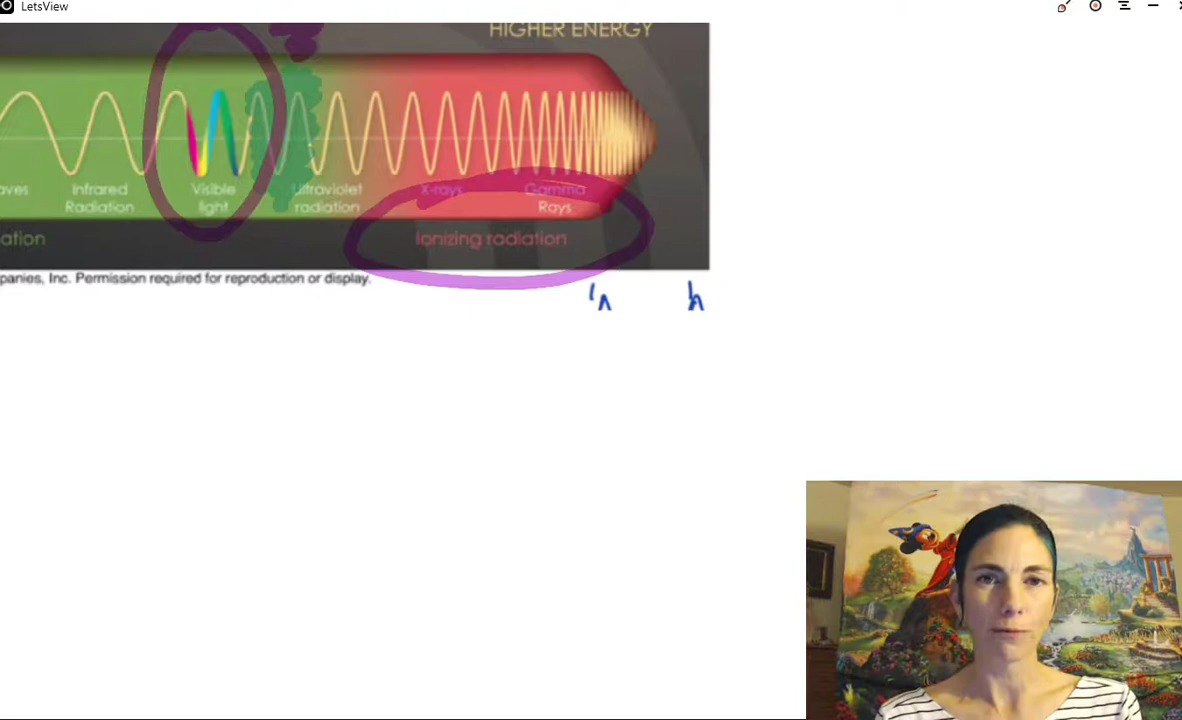 LetsView
HIGHER ENERGY
aves
Infrared
Radiation
Visible
light
Ultraviolet
radiation
X-rays
Gamma
Rays
ation
Ionizing radiation
panies, Inc. Permission required for reproduction or display.
h